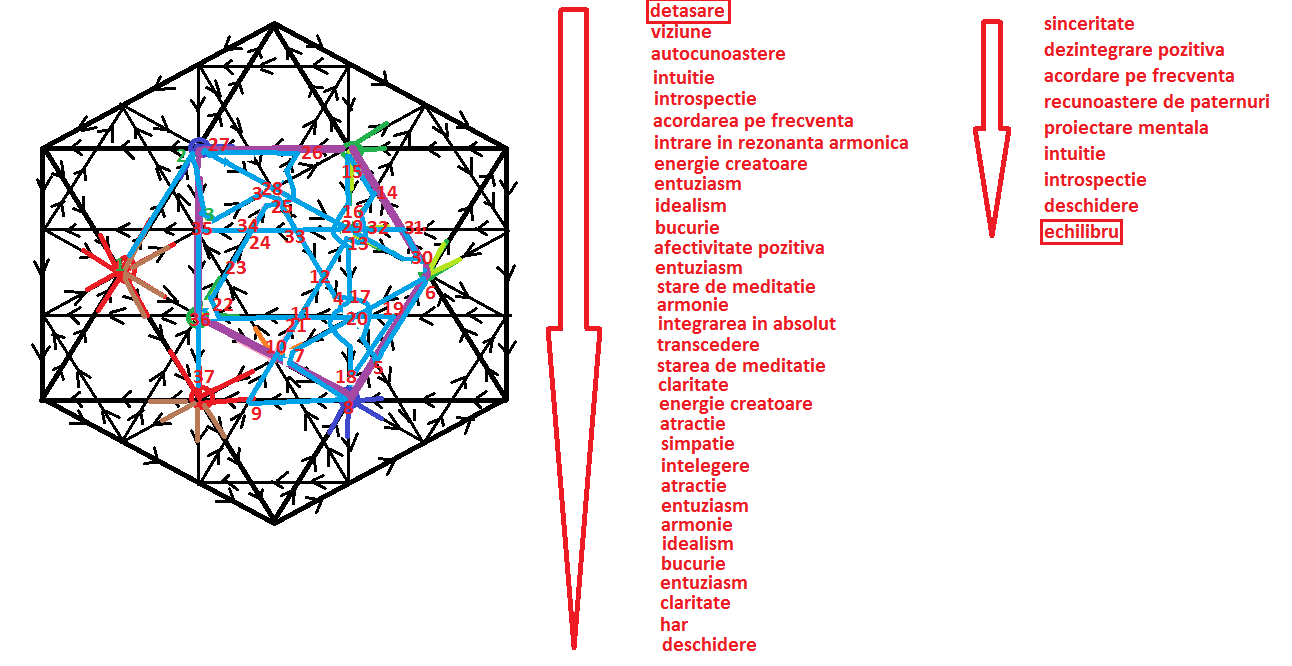 detasare
viziune
autocunoastere
intuitie
introspectie
acordarea pe frecventa
intrare in rezonanta armonica
energie creatoare
entuziasm
idealism
bucurie
afectivitate pozitiva
entuziasm
stare de meditatie
armonie
integrarea in absolut
transcedere
starea de meditatie
claritate
energie creatoare
atractie
simpatie
intelegere
atractie
entuziasm
armonie
idealism
bucurie
entuziasm
claritate
har
deschidere
sinceritate
dezintegrare pozitiva
acordare pe frecventa
recunoastere de paternuri
proiectare mentala
intuitie
introspectie
deschidere
echilibru
2
27
26
15
14
3
28
25
3
16
35
34
24
33
29
32
31
13
30
23
12
6
22
4
17
36
11
21
20
19
10
7
5
37
18
8
9